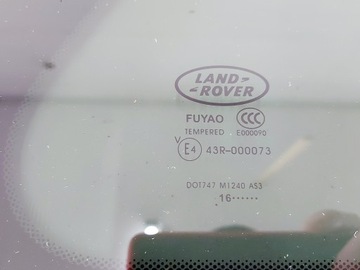 LAND
ROVER
FUYAO CCC
TEMPERED E000090
V E4 43R-000073
DOT747 M1240 AS3
16......